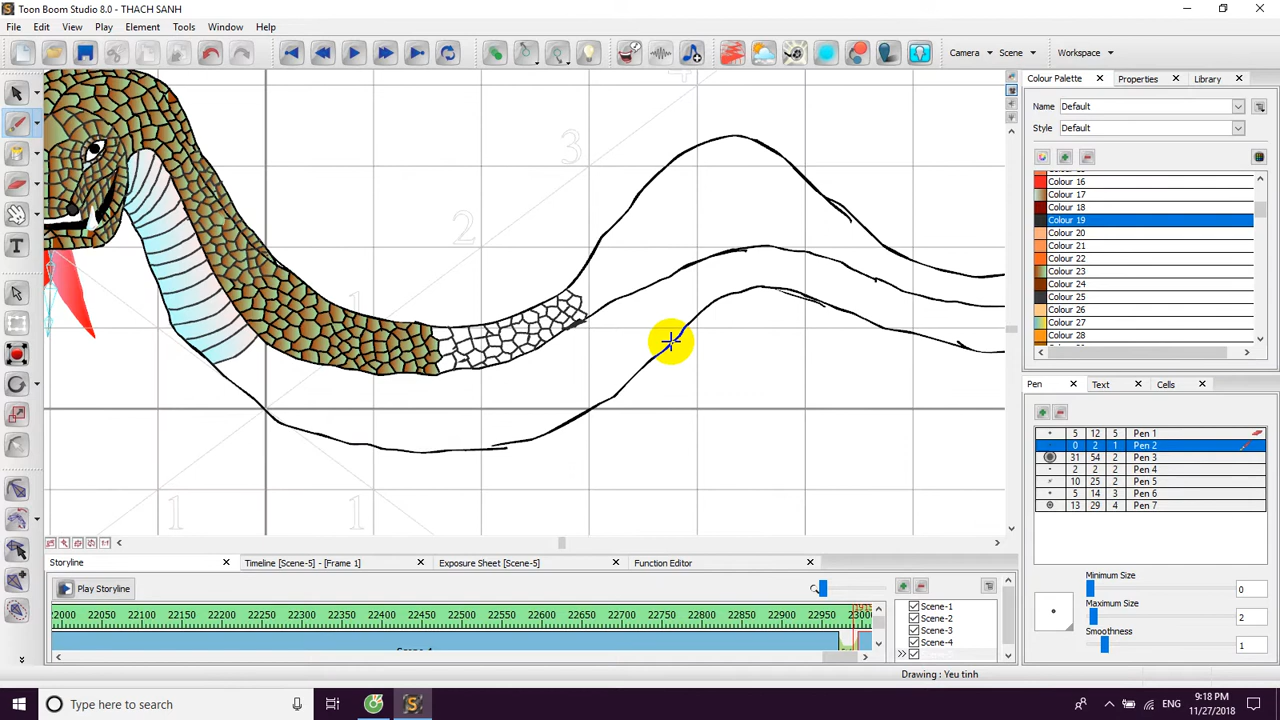 Toon Boom Studio 8.0 - THACH SANH
File Edit View Play Element Tools Window Help
Camera Scene Workspace
Colour Palette Properties Library
Name Default
Style Default
Colour 16
Colour 17
Colour 18
Colour 19
Colour 20
Colour 21
Colour 22
Colour 23
Colour 24
Colour 25
Colour 26
Colour 27
Colour 28
4
3
2
1
1 1
Pen Text Cells
5 12 5 Pen 1
0 2 1 Pen 2
31 54 2 Pen 3
2 2 2 Pen 4
10 25 2 Pen 5
5 14 3 Pen 6
13 29 4 Pen 7
Minimum Size
0
Maximum Size
2
Smoothness
1
Storyline Timeline [Scene-5] - [Frame 1] Exposure Sheet [Scene-5] Function Editor
Play Storyline
22050 22100 22150 22200 22250 22300 22350 22400 22450 22500 22550 22600 22650 22700 22750 22800 22850 22900
Scene-1
Scene-2
Scene-3
Scene-4
Drawing : Yeu tinh
Type here to search
ENG
9:18 PM
11/27/2018